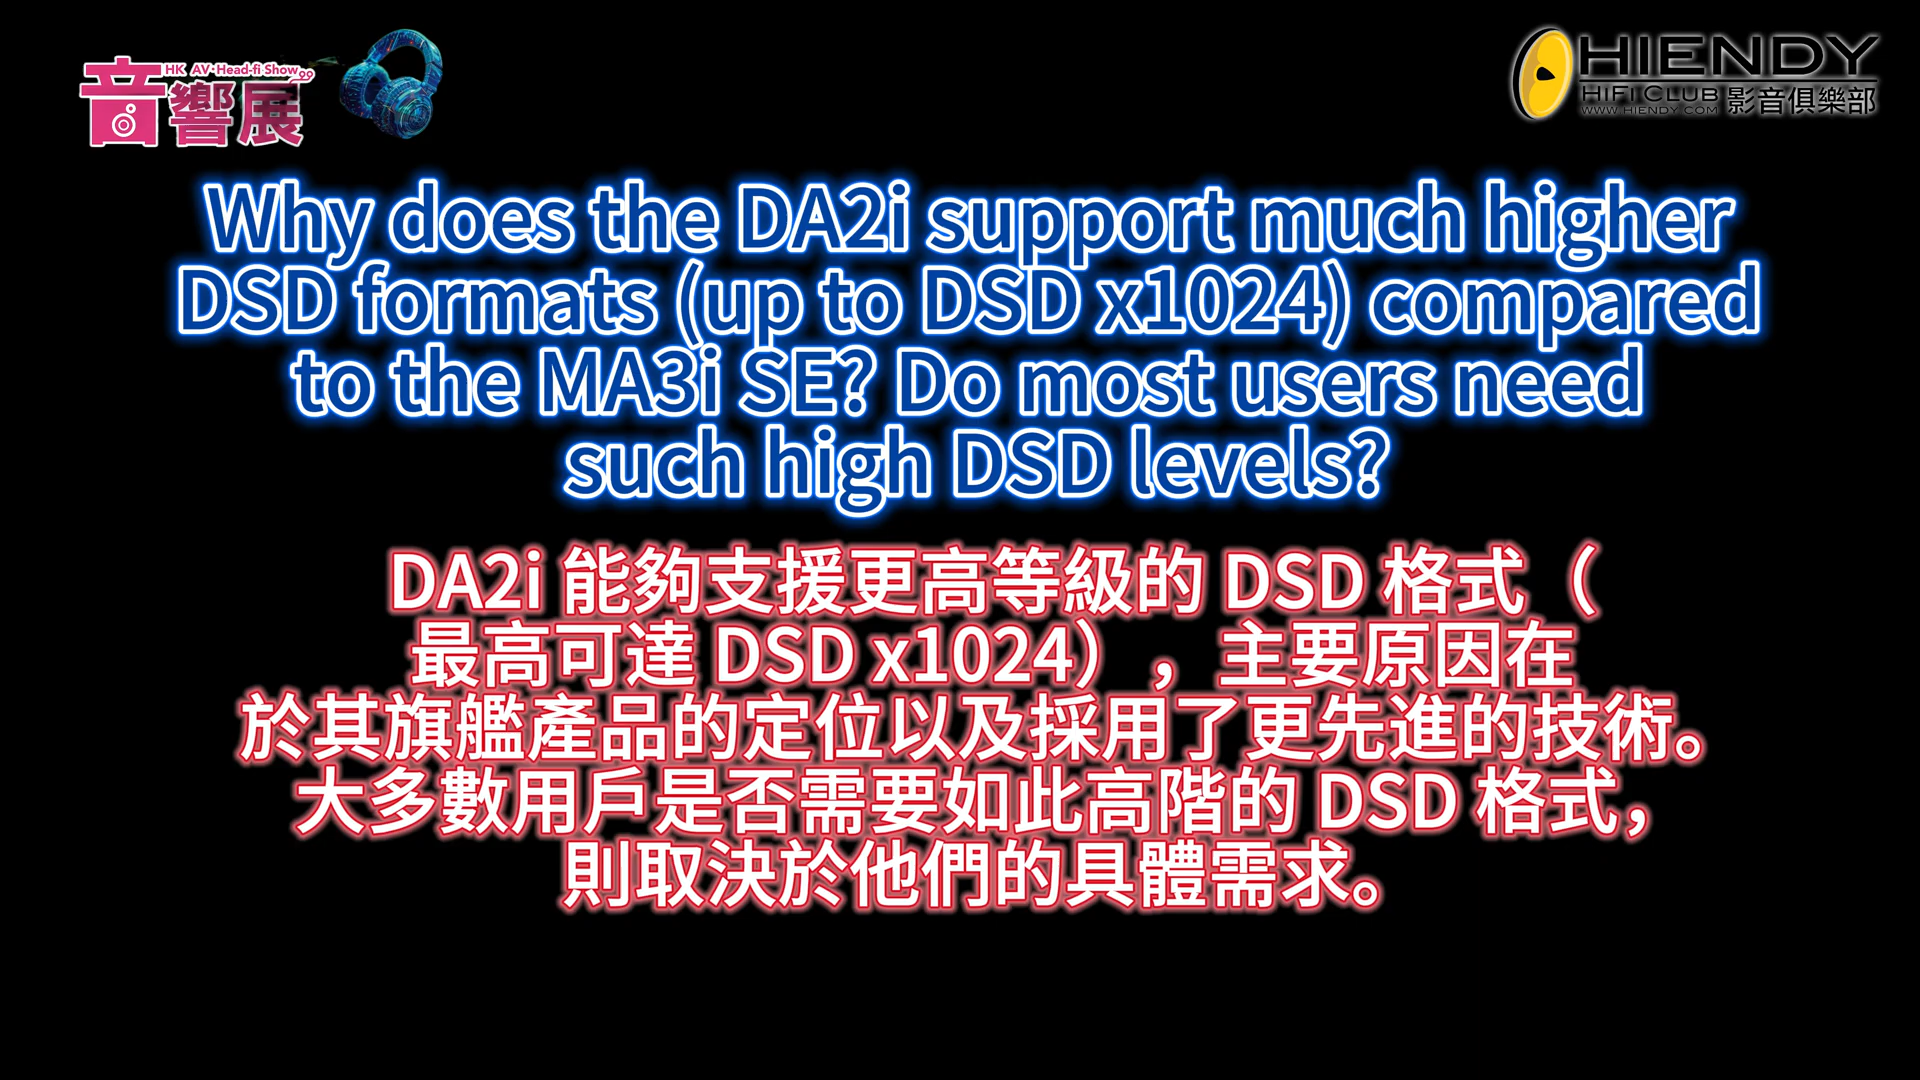 HK AV·Head-fi Show
音響展
HIENDY
HIFI CLUB 影音俱樂部
WWW.HIENDY.COM
Why does the DA2i support much higher
DSD formats (up to DSD x1024) compared
to the MA3i SE? Do most users need
such high DSD levels?
DA2i 能夠支援更高等級的 DSD 格式（
最高可達 DSD x1024），主要原因在
於其旗艦產品的定位以及採用了更先進的技術。
大多數用戶是否需要如此高階的 DSD 格式，
則取決於他們的具體需求。